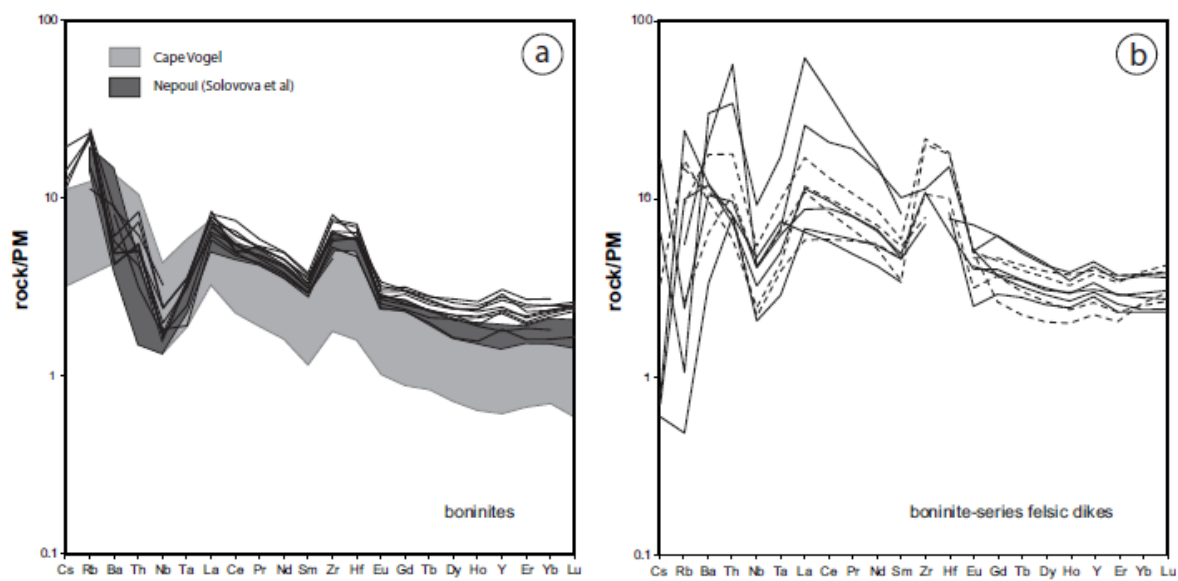 a
Cape Vogel
NepouI (Solovova et al)
100
10
1
0.1
rock/PM
boninites
Cs Rb Ba Th Nb Ta La Ce Pr Nd Sm Zr Hf Eu Gd Tb Dy Ho Y Er Yb Lu
b
100
10
1
0.1
rock/PM
boninite-series felsic dikes
Cs Rb Ba Th Nb Ta La Ce Pr Nd Sm Zr Hf Eu Gd Tb Dy Ho Y Er Yb Lu